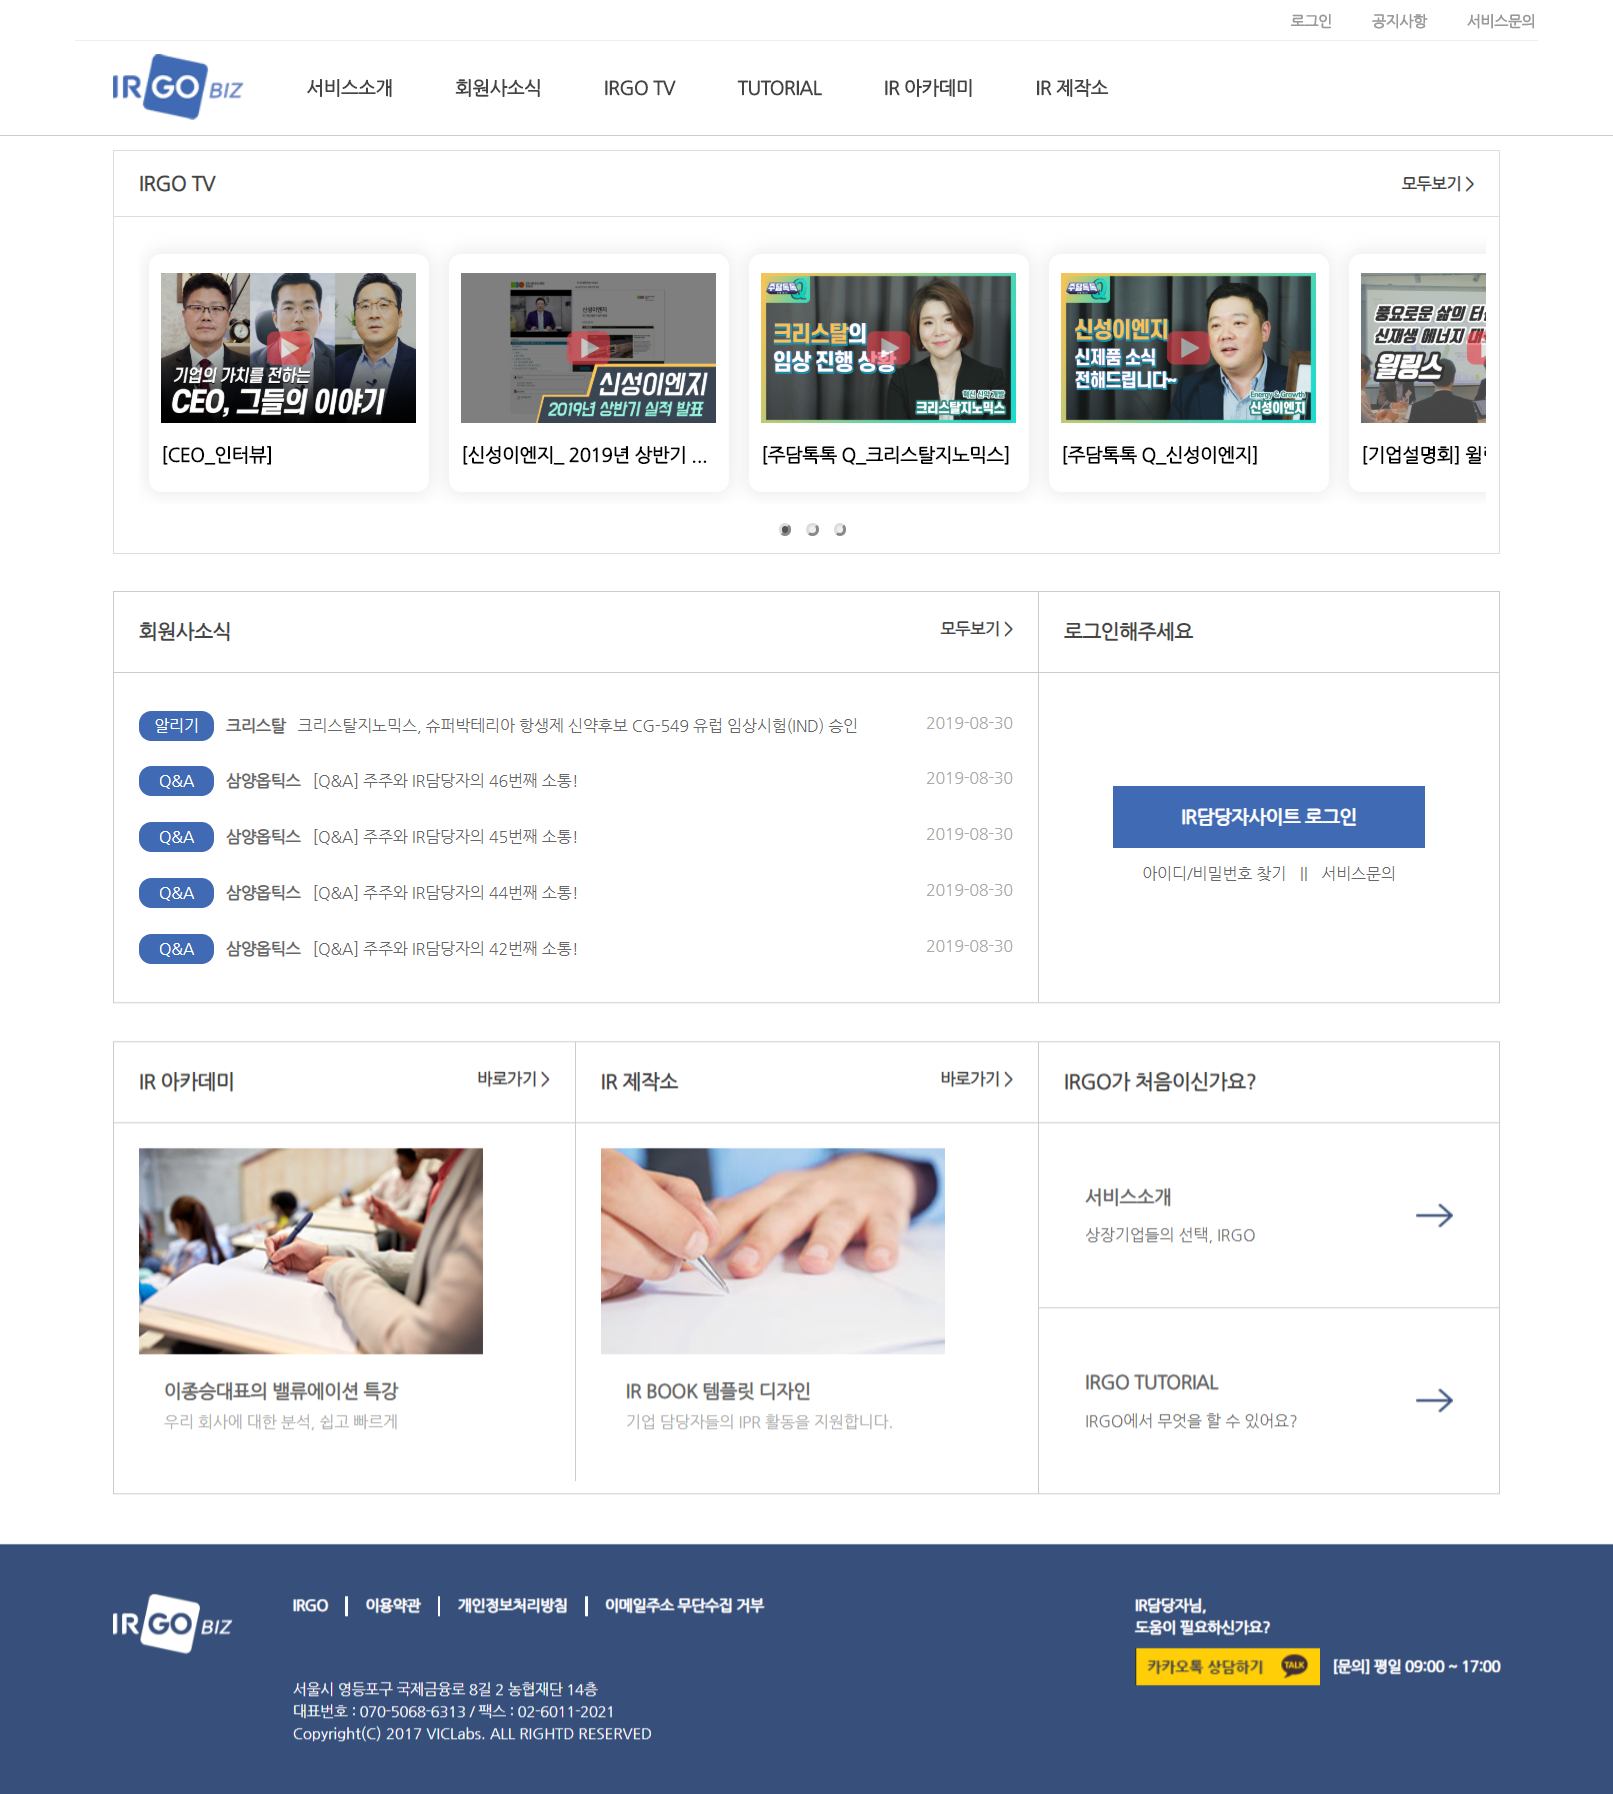 로그인 공지사항 서비스문의
IRGO BIZ 서비스소개 회원사소식 IRGO TV TUTORIAL IR 아카데미 IR 제작소
IRGO TV 모두보기 >
기업의 가치를 전하는
CEO, 그들의 이야기
[CEO_인터뷰]
신성이엔지
2019년 상반기 실적 발표
[신성이엔지_ 2019년 상반기 ...
주담톡톡Q
크리스탈의
임상 진행 상황
혁신 신약 개발
크리스탈지노믹스
[주담톡톡 Q_크리스탈지노믹스]
주담톡톡Q
신성이엔지
신제품 소식
전해드립니다~
Energy & Growth
신성이엔지
[주담톡톡 Q_신성이엔지]
풍요로운 삶의 터
신재생 에너지 대
윌링스
[기업설명회] 윌
회원사소식 모두보기 >
알리기 크리스탈 크리스탈지노믹스, 슈퍼박테리아 항생제 신약후보 CG-549 유럽 임상시험(IND) 승인 2019-08-30
Q&A 삼양옵틱스 [Q&A] 주주와 IR담당자의 46번째 소통! 2019-08-30
Q&A 삼양옵틱스 [Q&A] 주주와 IR담당자의 45번째 소통! 2019-08-30
Q&A 삼양옵틱스 [Q&A] 주주와 IR담당자의 44번째 소통! 2019-08-30
Q&A 삼양옵틱스 [Q&A] 주주와 IR담당자의 42번째 소통! 2019-08-30
로그인해주세요
IR담당자사이트 로그인
아이디/비밀번호 찾기 || 서비스문의
IR 아카데미 바로가기 >
이종승대표의 밸류에이션 특강
우리 회사에 대한 분석, 쉽고 빠르게
IR 제작소 바로가기 >
IR BOOK 템플릿 디자인
기업 담당자들의 IPR 활동을 지원합니다.
IRGO가 처음이신가요?
서비스소개
상장기업들의 선택, IRGO
IRGO TUTORIAL
IRGO에서 무엇을 할 수 있어요?
IRGO BIZ
IRGO | 이용약관 | 개인정보처리방침 | 이메일주소 무단수집 거부
서울시 영등포구 국제금융로 8길 2 농협재단 14층
대표번호 : 070-5068-6313 / 팩스 : 02-6011-2021
Copyright(C) 2017 VICLabs. ALL RIGHTD RESERVED
IR담당자님,
도움이 필요하신가요?
카카오톡 상담하기 TALK [문의] 평일 09:00 ~ 17:00